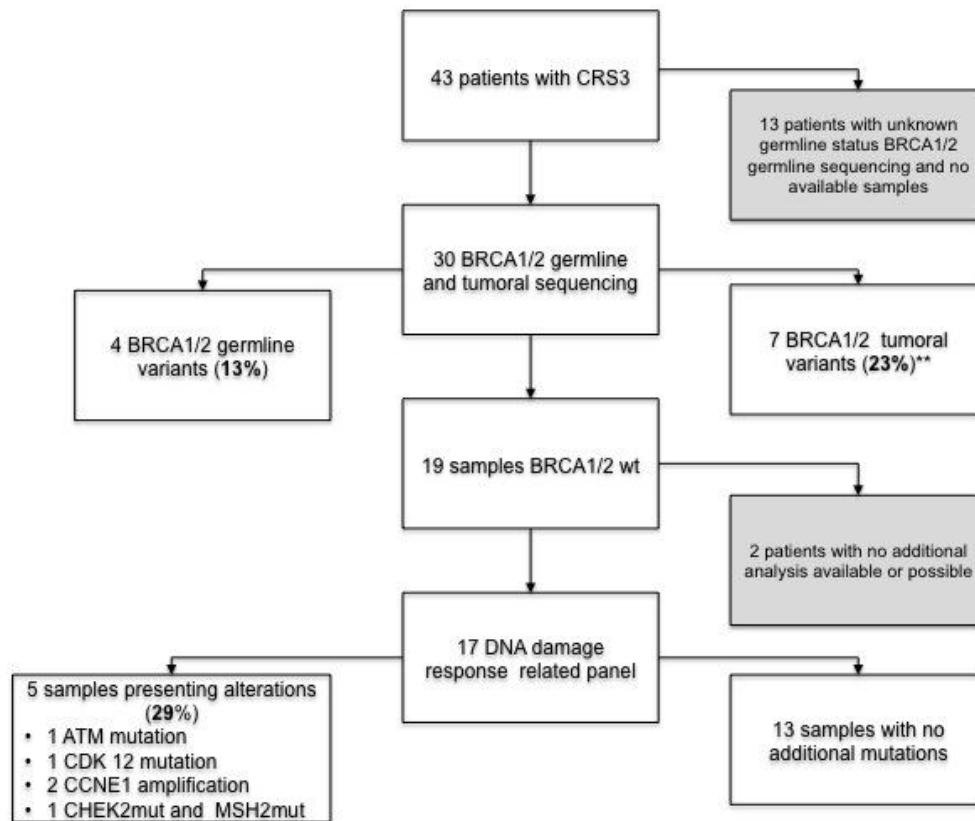 43 patients with CRS3
13 patients with unknown
germline status BRCA1/2
germline sequencing and no
available samples
30 BRCA1/2 germline
and tumoral sequencing
4 BRCA1/2 germline
variants (13%)
7 BRCA1/2 tumoral
variants (23%)**
19 samples BRCA1/2 wt
2 patients with no additional
analysis available or possible
17 DNA damage
response related panel
5 samples presenting alterations
(29%)
• 1 ATM mutation
• 1 CDK 12 mutation
• 2 CCNE1 amplification
• 1 CHEK2mut and MSH2mut
13 samples with no
additional mutations